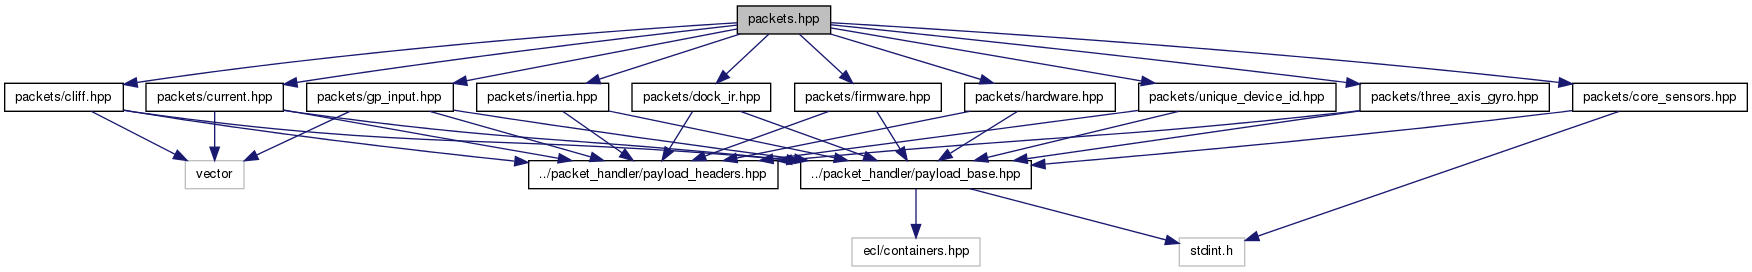 packets.hpp
packets/cliff.hpp
packets/current.hpp
packets/gp_input.hpp
packets/inertia.hpp
packets/dock_ir.hpp
packets/firmware.hpp
packets/hardware.hpp
packets/unique_device_id.hpp
packets/three_axis_gyro.hpp
packets/core_sensors.hpp
vector
../packet_handler/payload_headers.hpp
../packet_handler/payload_base.hpp
ecl/containers.hpp
stdint.h